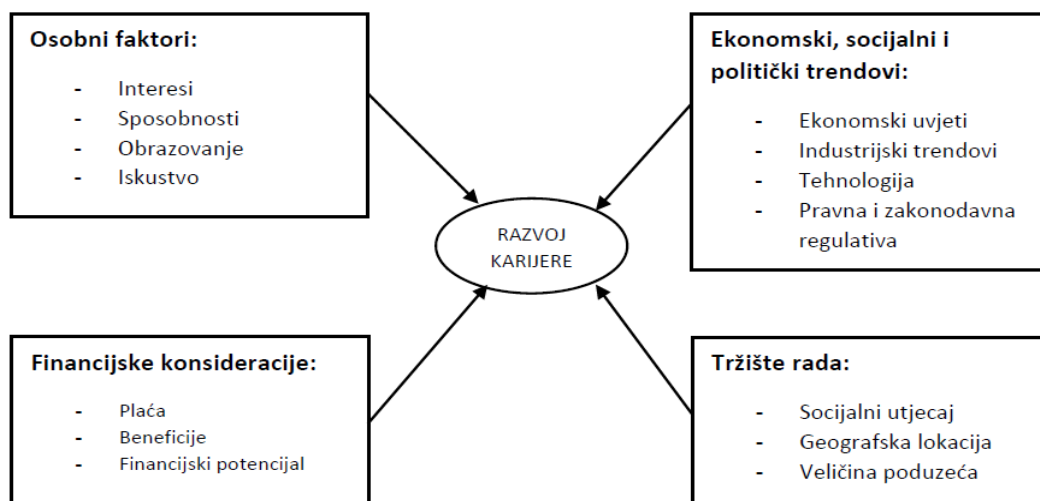 Osobni faktori:
- Interesi
- Sposobnosti
- Obrazovanje
- Iskustvo
Ekonomski, socijalni i
politički trendovi:
- Ekonomski uvjeti
- Industrijski trendovi
- Tehnologija
- Pravna i zakonodavna
regulativa
RAZVOJ
KARIJERE
Financijske konsideracije:
- Plaća
- Beneficije
- Financijski potencijal
Tržište rada:
- Socijalni utjecaj
- Geografska lokacija
- Veličina poduzeća